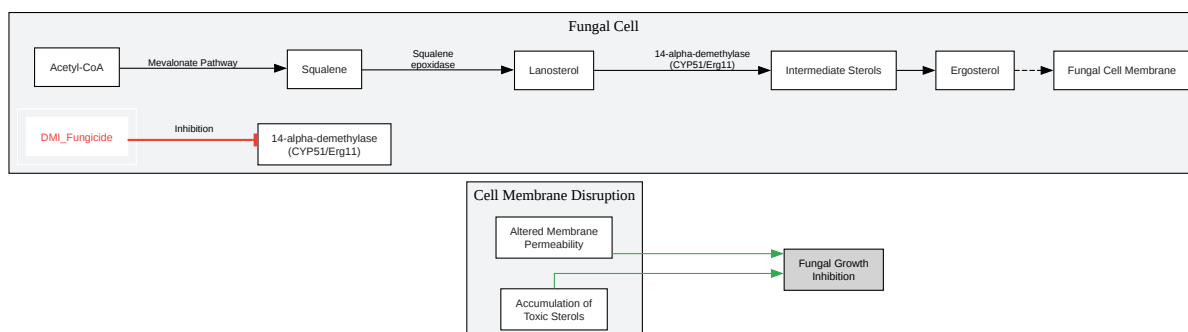 Fungal Cell
Acetyl-CoA
Mevalonate Pathway
Squalene
Squalene
epoxidase
Lanosterol
14-alpha-demethylase
(CYP51/Erg11)
Intermediate Sterols
Ergosterol
Fungal Cell Membrane
DMI_Fungicide
Inhibition
14-alpha-demethylase
(CYP51/Erg11)
Cell Membrane Disruption
Altered Membrane
Permeability
Fungal Growth
Inhibition
Accumulation of
Toxic Sterols